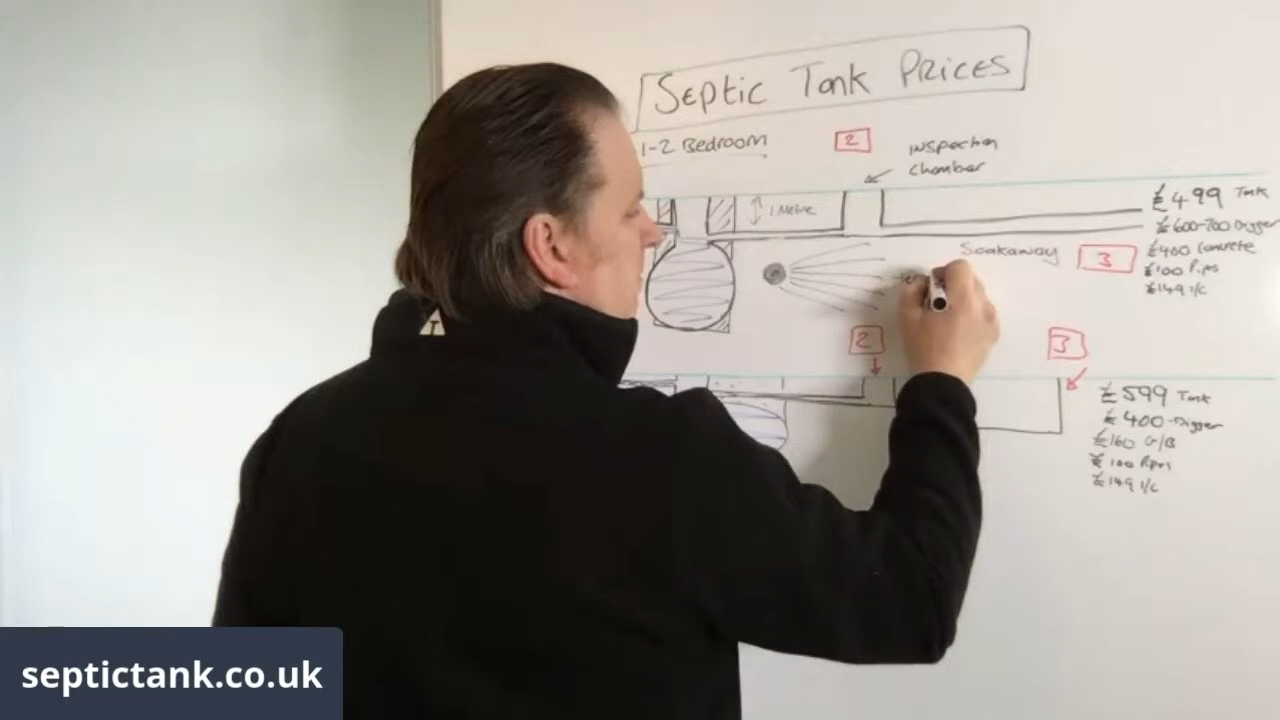 Septic Tank Prices
1-2 Bedroom
2
Inspection
Chamber
1 Metre
£499 Tank
£600-700 Digger
£400 Concrete
£100 Pipes
£149 I/C
Soakaway
3
2
3
£599 Tank
£400-Digger
£160 G/B
£100 Pipes
£149 I/C
septictank.co.uk